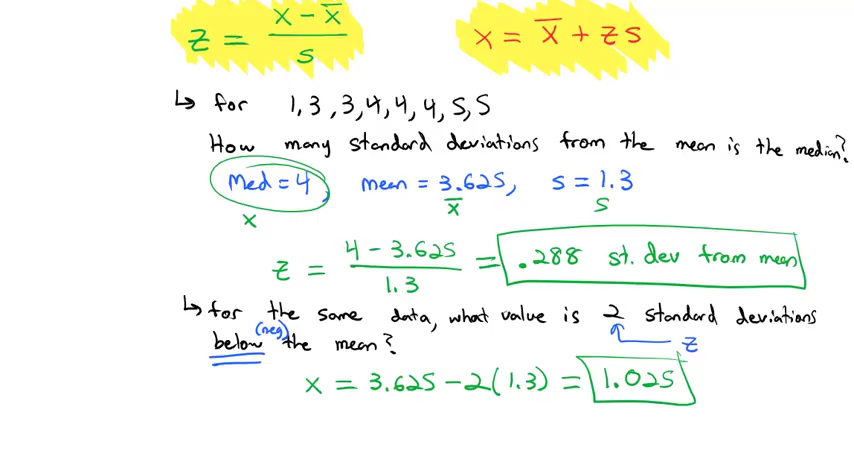 z = (x - x̄) / s    x = x̄ + z s
↳ for 1, 3, 3, 4, 4, 4, 5, 5
How many standard deviations from the mean is the median?
Med = 4, mean = 3.625, s = 1.3
x x̄ s
z = (4 - 3.625) / 1.3 = .288 st. dev from mean
↳ for the same data, what value is 2 standard deviations
below (neg) the mean? z
x = 3.625 - 2(1.3) = 1.025